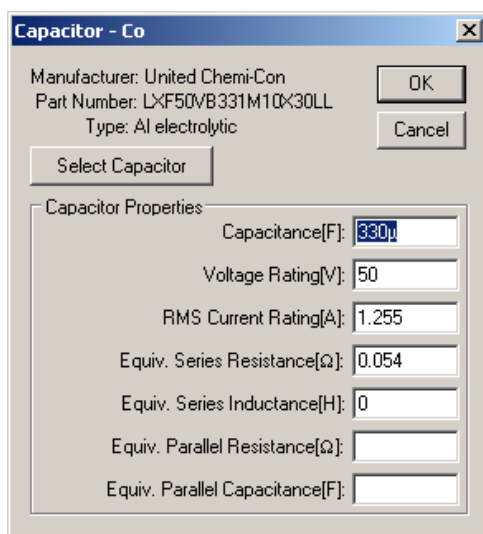 Capacitor - Co
Manufacturer: United Chemi-Con
Part Number: LXF50VB331M10X30LL
Type: Al electrolytic
OK
Cancel
Select Capacitor
Capacitor Properties
Capacitance[F]: 330µ
Voltage Rating[V]: 50
RMS Current Rating[A]: 1.255
Equiv. Series Resistance[Ω]: 0.054
Equiv. Series Inductance[H]: 0
Equiv. Parallel Resistance[Ω]:
Equiv. Parallel Capacitance[F]: